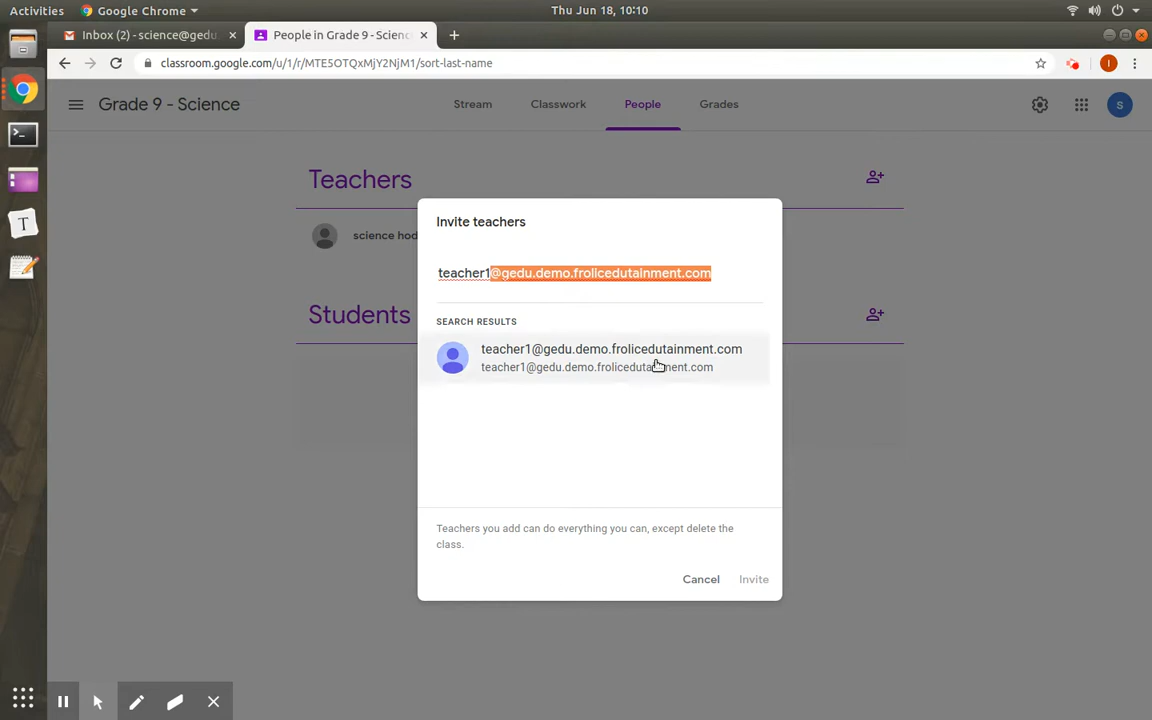 Activities
Google Chrome
Thu Jun 18, 10:10
Inbox (2) - science@gedu.
People in Grade 9 - Scienc
classroom.google.com/u/1/r/MTE5OTQxMjY2NjM1/sort-last-name
I
Grade 9 - Science
Stream
Classwork
People
Grades
S
Teachers
science hod
Students
Invite teachers
teacher1@gedu.demo.frolicedutainment.com
SEARCH RESULTS
teacher1@gedu.demo.frolicedutainment.com
teacher1@gedu.demo.frolicedutainment.com
Teachers you add can do everything you can, except delete the
class.
Cancel
Invite
T